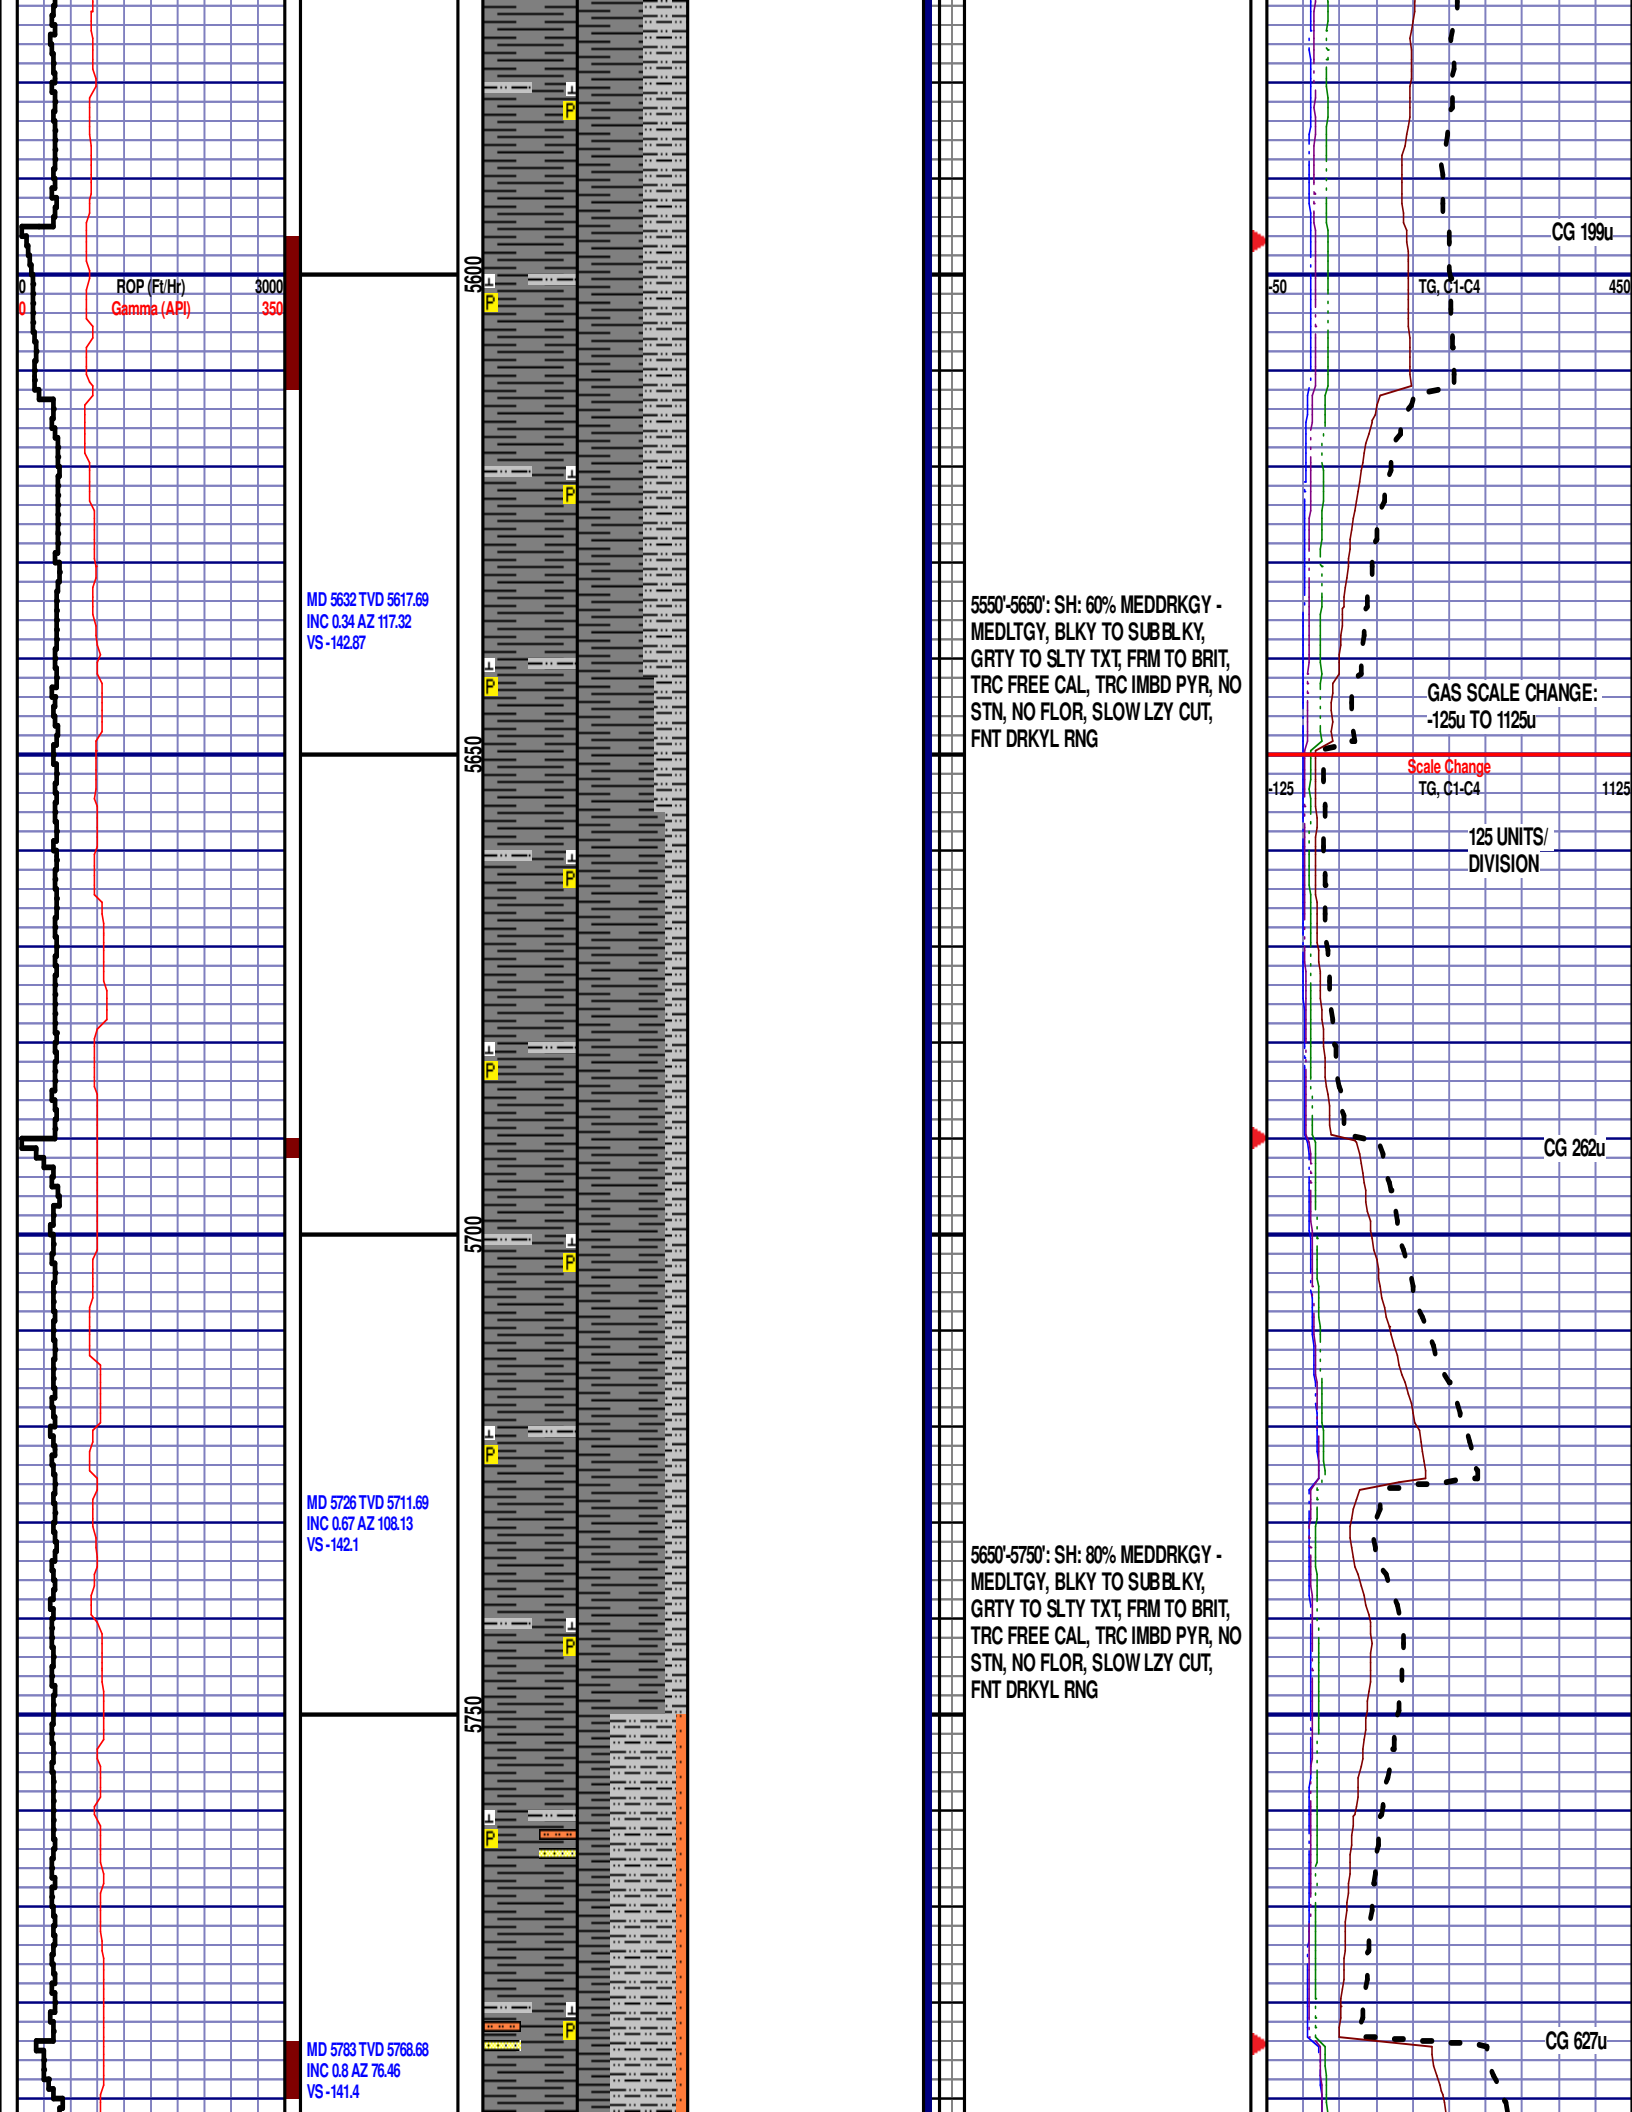 CG 199u
5600
0 ROP (Ft/Hr) 3000
0 Gamma (API) 350
-50 TG, C1-C4 450
P
P
P
MD 5632 TVD 5617.69
INC 0.34 AZ 117.32
VS -142.87
5550'-5650': SH: 60% MEDDRKGY -
MEDLTGY, BLKY TO SUBBLKY,
GRTY TO SLTY TXT, FRM TO BRIT,
TRC FREE CAL, TRC IMBD PYR, NO
STN, NO FLOR, SLOW LZY CUT,
FNT DRKYL RNG
P
GAS SCALE CHANGE:
-125u TO 1125u
5650
Scale Change
-125 TG, C1-C4 1125
125 UNITS/
DIVISION
P
P
CG 262u
5700
P
P
MD 5726 TVD 5711.69
INC 0.67 AZ 108.13
VS -142.1
5650'-5750': SH: 80% MEDDRKGY -
MEDLTGY, BLKY TO SUBBLKY,
GRTY TO SLTY TXT, FRM TO BRIT,
TRC FREE CAL, TRC IMBD PYR, NO
STN, NO FLOR, SLOW LZY CUT,
FNT DRKYL RNG
P
5750
P
P
MD 5783 TVD 5768.68
INC 0.8 AZ 76.46
VS -141.4
CG 627u